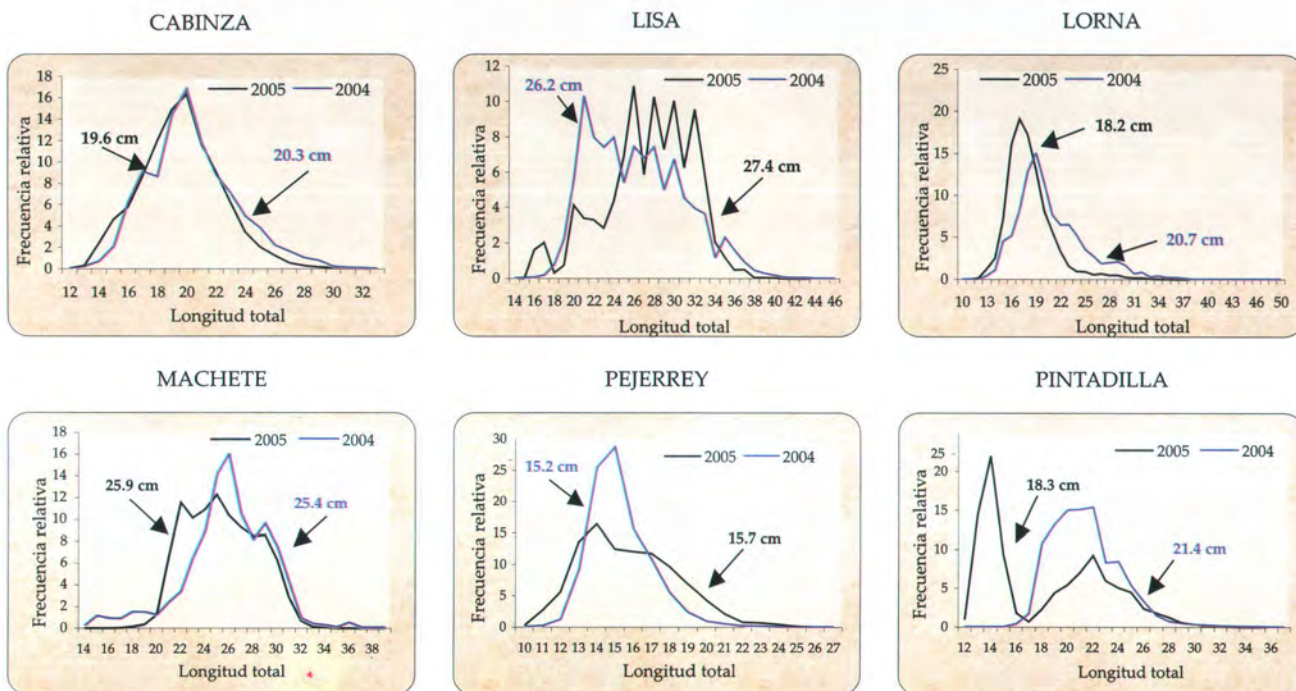 CABINZA
18
16
14
12
10
8
6
4
2
0
Frecuencia relativa
2005 2004
19.6 cm
20.3 cm
12 14 16 18 20 22 24 26 28 30 32
Longitud total
LISA
12
10
8
6
4
2
0
Frecuencia relativa
2005 2004
26.2 cm
27.4 cm
14 16 18 20 22 24 26 28 30 32 34 36 38 40 42 44 46
Longitud total
LORNA
25
20
15
10
5
0
Frecuencia relativa
2005 2004
18.2 cm
20.7 cm
10 13 16 19 22 25 28 31 34 37 40 43 46 50
Longitud total
MACHETE
18
16
14
12
10
8
6
4
2
0
Frecuencia relativa
2005 2004
25.9 cm
25.4 cm
14 16 18 20 22 24 26 28 30 32 34 36 38
Longitud total
PEJERREY
30
25
20
15
10
5
0
Frecuencia relativa
2005 2004
15.2 cm
15.7 cm
10 11 12 13 14 15 16 17 18 19 20 21 22 23 24 25 26 27
Longitud total
PINTADILLA
25
20
15
10
5
0
Frecuencia relativa
2005 2004
18.3 cm
21.4 cm
12 14 16 18 20 22 24 26 28 30 32 34 36
Longitud total